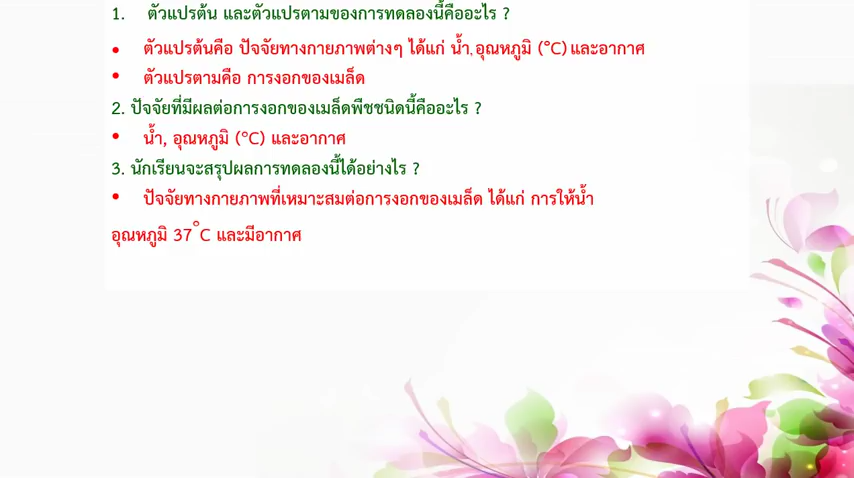 1. ตัวแปรต้น และตัวแปรตามของการทดลองนี้คืออะไร ?
• ตัวแปรต้นคือ ปัจจัยทางกายภาพต่างๆ ได้แก่ น้ำ, อุณหภูมิ (°C) และอากาศ
• ตัวแปรตามคือ การงอกของเมล็ด
2. ปัจจัยที่มีผลต่อการงอกของเมล็ดพืชชนิดนี้คืออะไร ?
• น้ำ, อุณหภูมิ (°C) และอากาศ
3. นักเรียนจะสรุปผลการทดลองนี้ได้อย่างไร ?
• ปัจจัยทางกายภาพที่เหมาะสมต่อการงอกของเมล็ด ได้แก่ การให้น้ำ
อุณหภูมิ 37°C และมีอากาศ